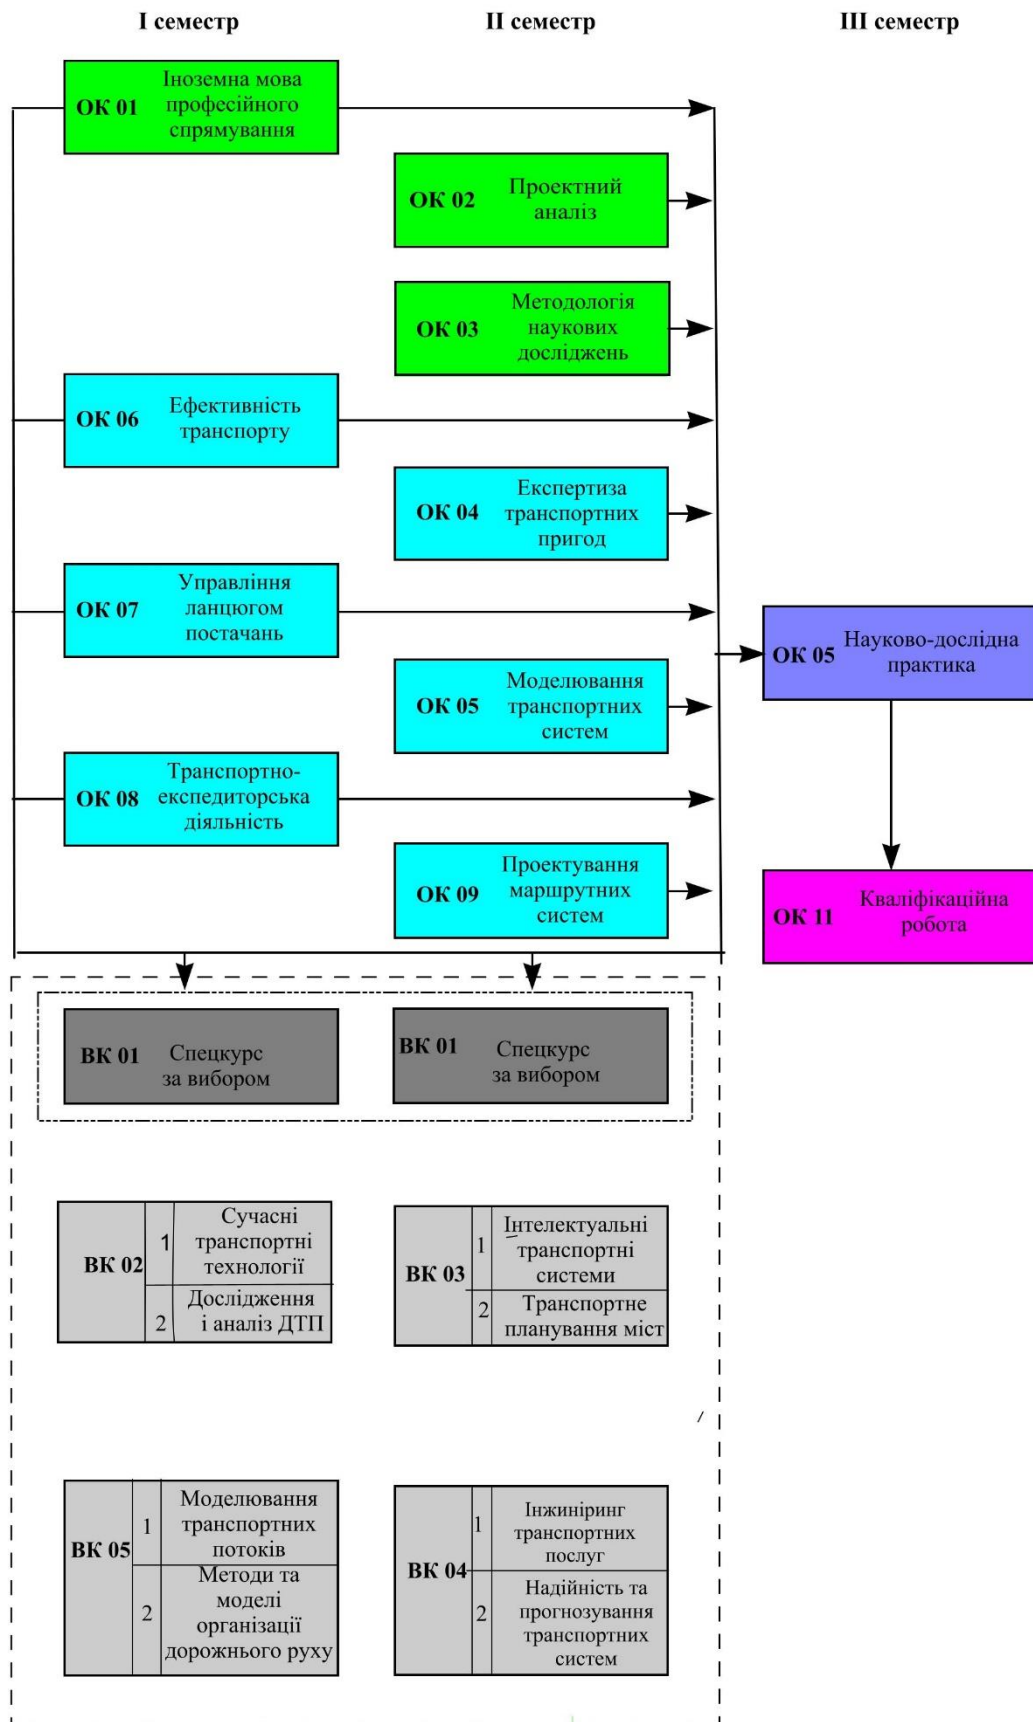 I семестр
II семестр
III семестр
ОК 01
Іноземна мова
професійного
спрямування
ОК 02
Проектний
аналіз
ОК 03
Методологія
наукових
досліджень
ОК 06
Ефективність
транспорту
ОК 04
Експертиза
транспортних
пригод
ОК 07
Управління
ланцюгом
постачань
ОК 05
Науково-дослідна
практика
ОК 05
Моделювання
транспортних
систем
ОК 08
Транспортно-
експедиторська
діяльність
ОК 09
Проектування
маршрутних
систем
ОК 11
Кваліфікаційна
робота
ВК 01
Спецкурс
за вибором
ВК 01
Спецкурс
за вибором
ВК 02
1
Сучасні
транспортні
технології
2
Дослідження
і аналіз ДТП
ВК 03
1
Інтелектуальні
транспортні
системи
2
Транспортне
планування міст
ВК 05
1
Моделювання
транспортних
потоків
2
Методи та
моделі
організації
дорожнього руху
ВК 04
1
Інжиніринг
транспортних
послуг
2
Надійність та
прогнозування
транспортних
систем